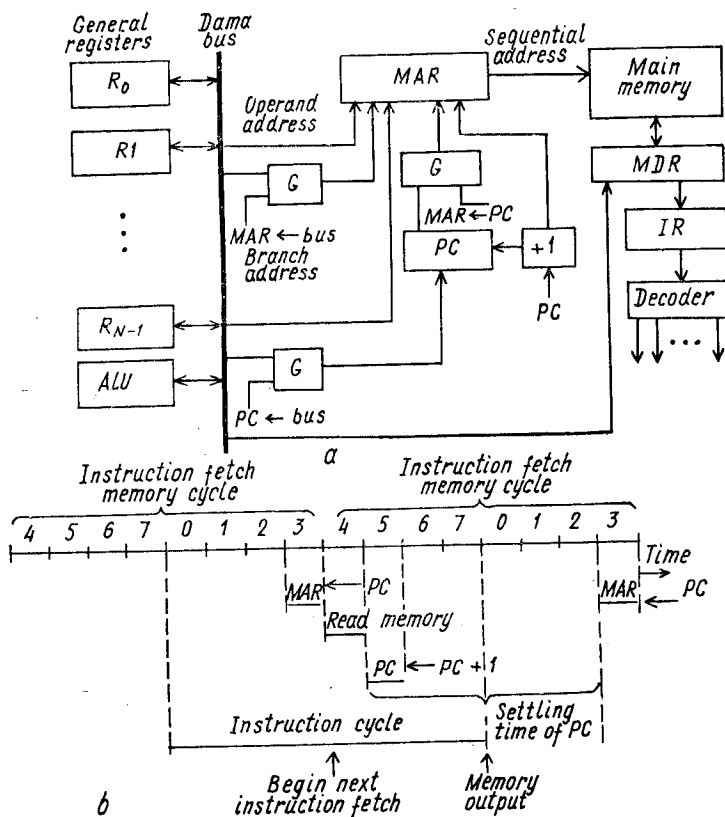 General
registers
Dama
bus
R₀
R1
R_N-1
ALU
Operand
address
G
MAR ← bus
Branch
address
G
PC ← bus
MAR
G
MAR ← PC
PC
+1
PC
Sequential
address
Main
memory
MDR
IR
Decoder
a
Instruction fetch
memory cycle
Instruction fetch
memory cycle
4 5 6 7 0 1 2 3 4 5 6 7 0 1 2 3
Time
MAR ← PC
MAR ← PC
Read memory
PC ← PC + 1
Settling
time of PC
Instruction cycle
Begin next
instruction fetch
Memory
output
b